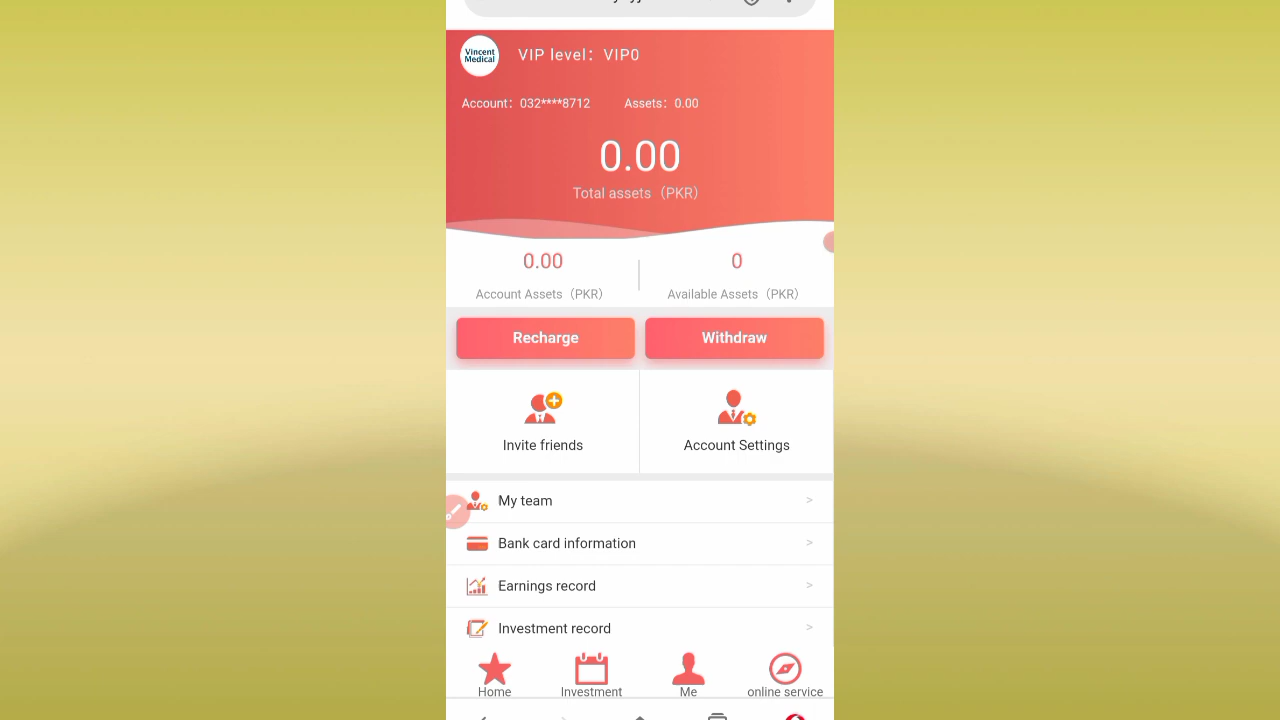 Vincent
Medical
VIP level：VIP0
Account：032****8712 Assets：0.00
0.00
Total assets（PKR）
0.00 0
Account Assets（PKR） Available Assets（PKR）
Recharge Withdraw
Invite friends Account Settings
My team >
Bank card information >
Earnings record >
Investment record >
Home Investment Me online service